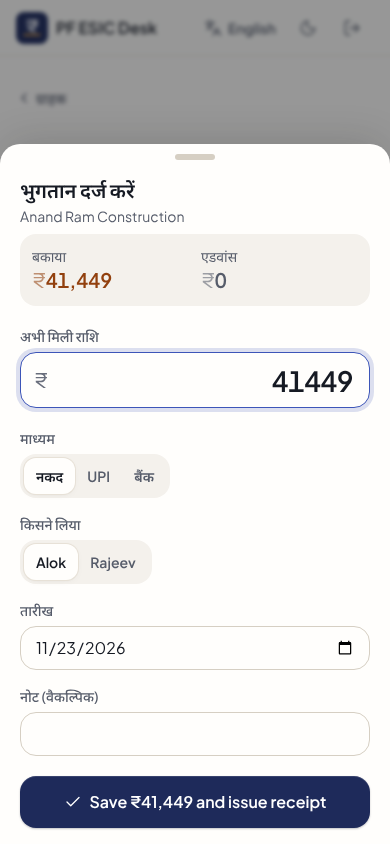 PF ESIC Desk
English
ग्राहक
भुगतान दर्ज करें
Anand Ram Construction
बकाया
एडवांस
₹41,449
₹0
अभी मिली राशि
₹ 41449
माध्यम
नकद UPI बैंक
किसने लिया
Alok Rajeev
तारीख
11/23/2026
नोट (वैकल्पिक)
Save ₹41,449 and issue receipt